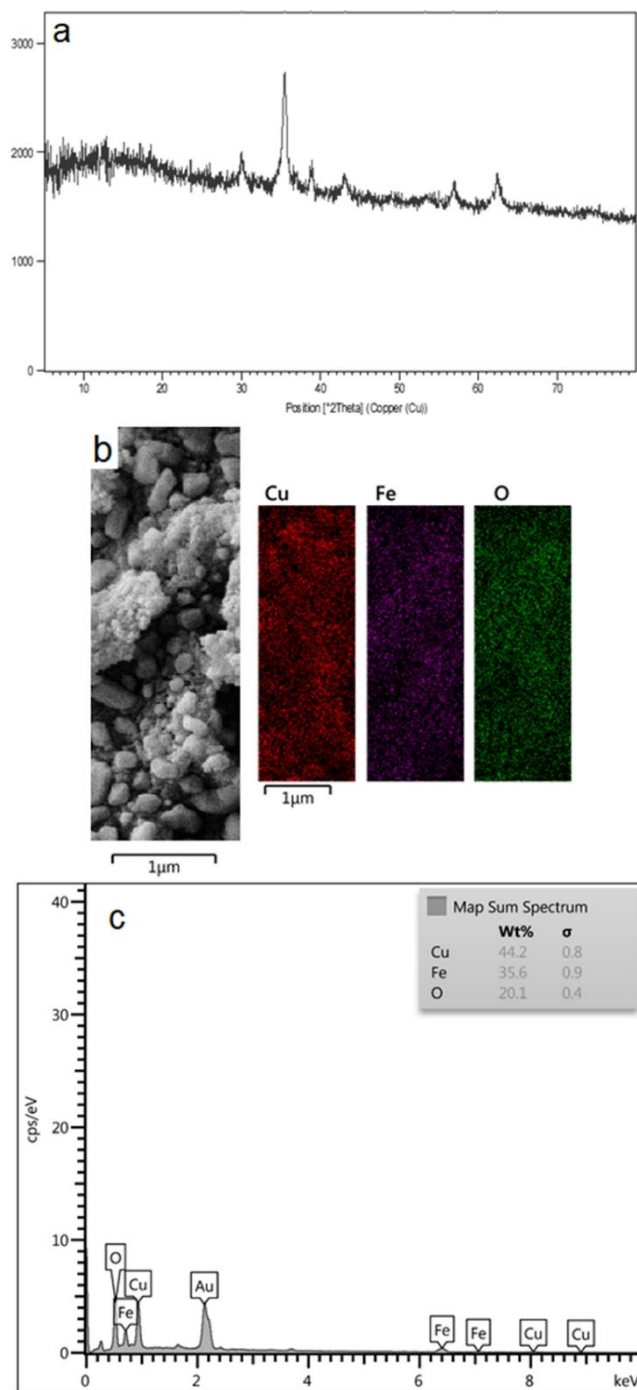 a
3000
2000
1000
0
10 20 30 40 50 60 70
Position [°2Theta] (Copper (Cu))
b
Cu Fe O
1μm
1μm
c
40
30
20
10
0
cps/eV
Map Sum Spectrum
Wt% σ
Cu 44.2 0.8
Fe 35.6 0.9
O 20.1 0.4
O
Fe
Cu
Au
Fe
Fe
Cu
Cu
0 2 4 6 8 keV